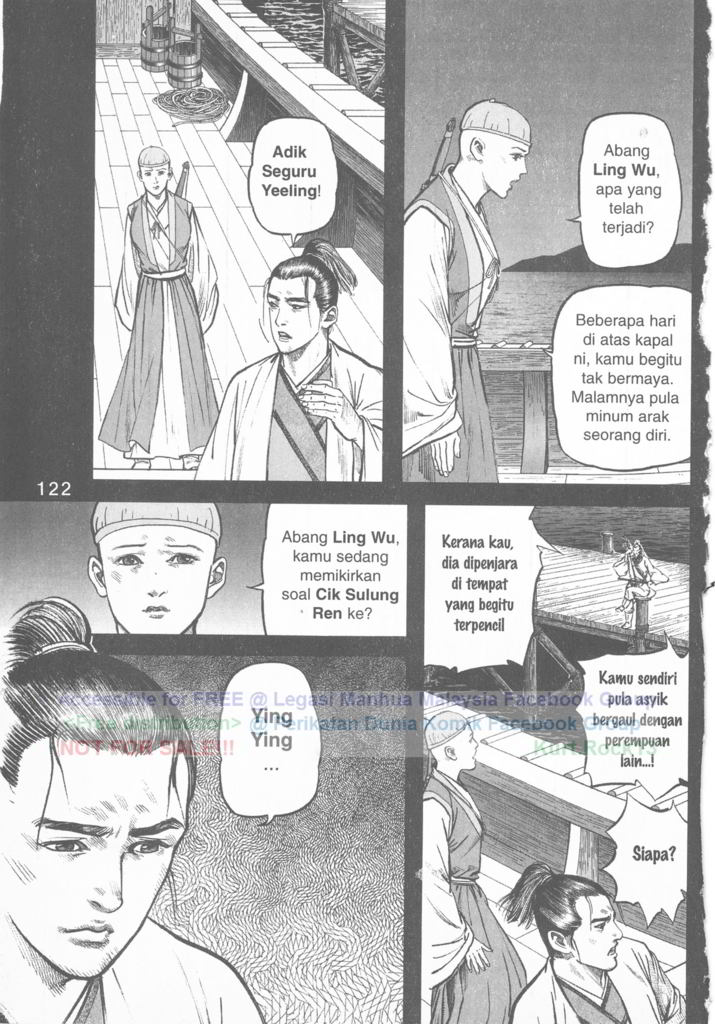 Adik
Seguru
Yeeling!
Abang
Ling Wu,
apa yang
telah
terjadi?
Beberapa hari
di atas kapal
ni, kamu begitu
tak bermaya.
Malamnya pula
minum arak
seorang diri.
122
Abang Ling Wu,
kamu sedang
memikirkan
soal Cik Sulung
Ren ke?
Ying
Ying
...
Kerana kau,
dia dipenjara
di tempat
yang begitu
terpencil
Kamu sendiri
pula asyik
bergaul dengan
perempuan
lain...!
Siapa?
Accessible for FREE @ Legasi Manhua Malaysia Facebook Group
<Free distribution> @ Perikatan Dunia Komik Facebook Group
NOT FOR SALE!!!